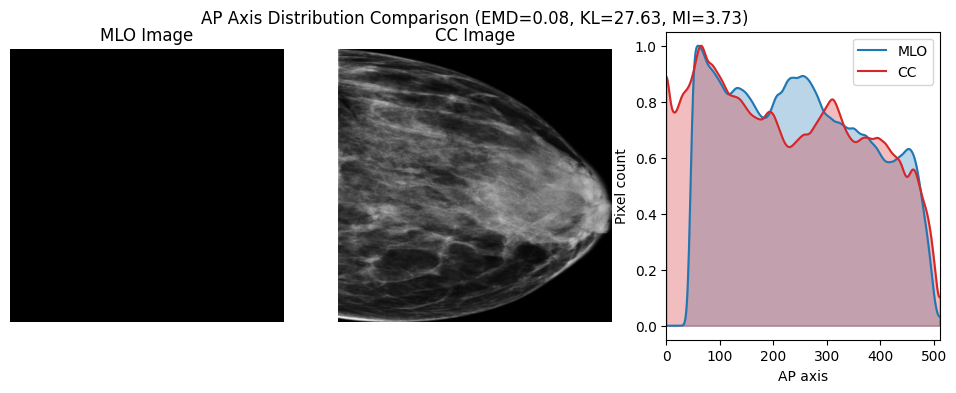 AP Axis Distribution Comparison (EMD=0.08, KL=27.63, MI=3.73)
MLO Image
CC Image
MLO
CC
Pixel count
1.0
0.8
0.6
0.4
0.2
0.0
0 100 200 300 400 500
AP axis